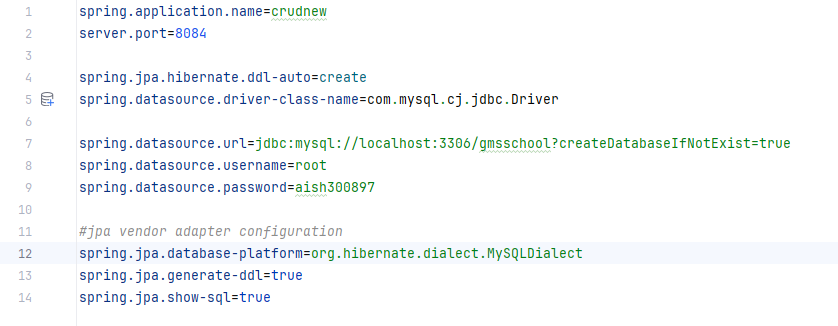 1 spring.application.name=crudnew
2 server.port=8084
3
4 spring.jpa.hibernate.ddl-auto=create
5 spring.datasource.driver-class-name=com.mysql.cj.jdbc.Driver
6
7 spring.datasource.url=jdbc:mysql://localhost:3306/gmsschool?createDatabaseIfNotExist=true
8 spring.datasource.username=root
9 spring.datasource.password=aish300897
10
11 #jpa vendor adapter configuration
12 spring.jpa.database-platform=org.hibernate.dialect.MySQLDialect
13 spring.jpa.generate-ddl=true
14 spring.jpa.show-sql=true